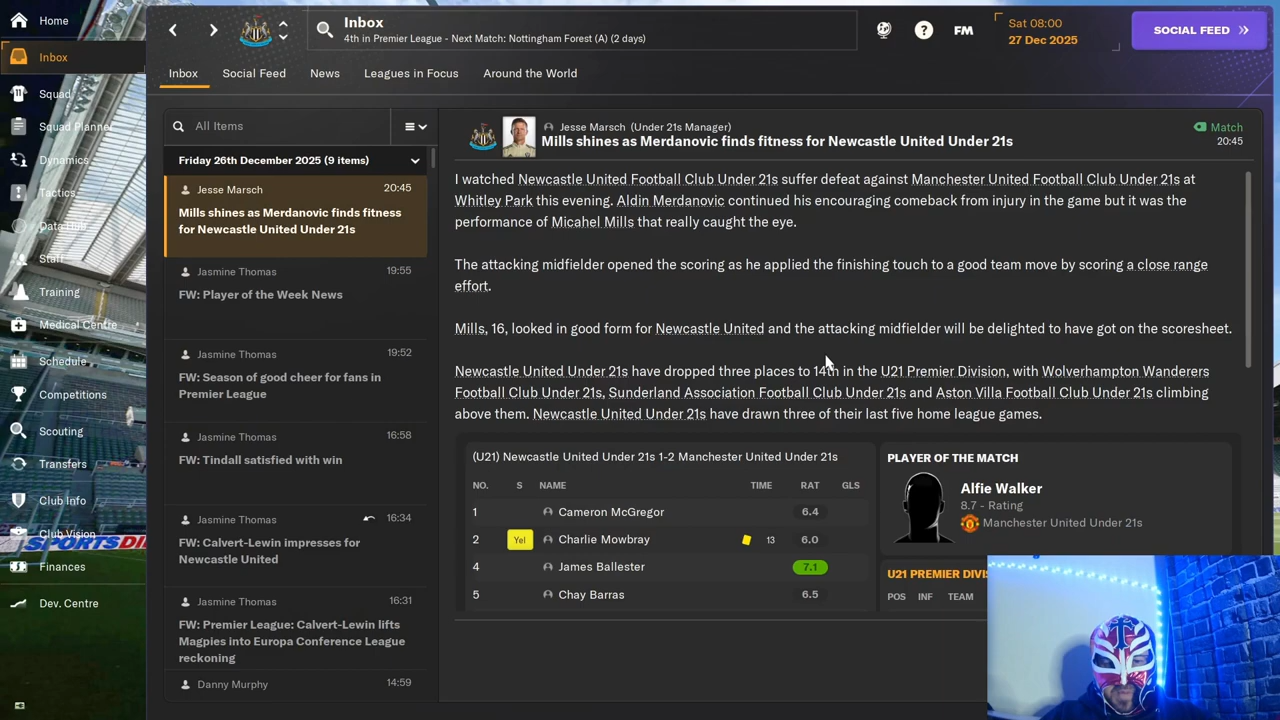 Home
Inbox
Squad
Squad Planner
Dynamics
Tactics
Staff
Training
Medical Centre
Schedule
Competitions
Scouting
Transfers
Club Info
Club Vision
Finances
Dev. Centre
Inbox
4th in Premier League - Next Match: Nottingham Forest (A) (2 days)
?
FM
Sat 08:00
27 Dec 2025
SOCIAL FEED
Inbox
Social Feed
News
Leagues in Focus
Around the World
All Items
Friday 26th December 2025 (9 items)
Jesse Marsch 20:45
Mills shines as Merdanovic finds fitness
for Newcastle United Under 21s
Jasmine Thomas 19:55
FW: Player of the Week News
Jasmine Thomas 19:52
FW: Season of good cheer for fans in
Premier League
Jasmine Thomas 16:58
FW: Tindall satisfied with win
Jasmine Thomas 16:34
FW: Calvert-Lewin impresses for
Newcastle United
Jasmine Thomas 16:31
FW: Premier League: Calvert-Lewin lifts
Magpies into Europa Conference League
reckoning
Danny Murphy 14:59
Jesse Marsch (Under 21s Manager)
Mills shines as Merdanovic finds fitness for Newcastle United Under 21s
Match
20:45
I watched Newcastle United Football Club Under 21s suffer defeat against Manchester United Football Club Under 21s at
Whitley Park this evening. Aldin Merdanovic continued his encouraging comeback from injury in the game but it was the
performance of Micahel Mills that really caught the eye.
The attacking midfielder opened the scoring as he applied the finishing touch to a good team move by scoring a close range
effort.
Mills, 16, looked in good form for Newcastle United and the attacking midfielder will be delighted to have got on the scoresheet.
Newcastle United Under 21s have dropped three places to 14th in the U21 Premier Division, with Wolverhampton Wanderers
Football Club Under 21s, Sunderland Association Football Club Under 21s and Aston Villa Football Club Under 21s climbing
above them. Newcastle United Under 21s have drawn three of their last five home league games.
(U21) Newcastle United Under 21s 1-2 Manchester United Under 21s
NO. S NAME TIME RAT GLS
1 Cameron McGregor 6.4
2 Yel Charlie Mowbray 13 6.0
4 James Ballester 7.1
5 Chay Barras 6.5
PLAYER OF THE MATCH
Alfie Walker
8.7 - Rating
Manchester United Under 21s
U21 PREMIER DIVI
POS INF TEAM